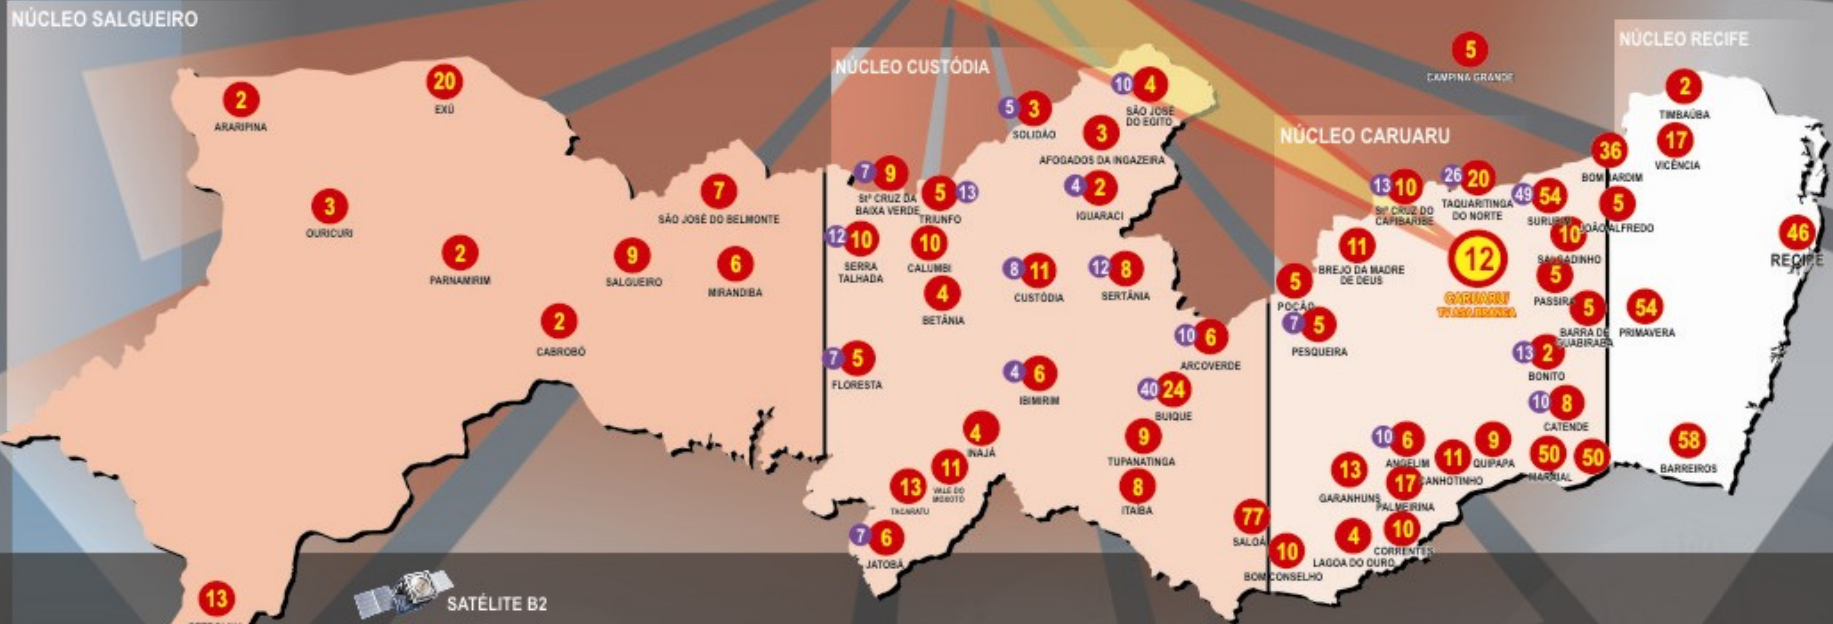 NÚCLEO SALGUEIRO
2
ARARIPINA
20
EXÚ
3
OURICURI
2
PARNAMIRIM
7
SÃO JOSÉ DO BELMONTE
9
SALGUEIRO
6
MIRANDIBA
2
CABROBÓ
13
SATÉLITE B2
NÚCLEO CUSTÓDIA
5 3
SOLIDÃO
10 4
SÃO JOSÉ
DO EGITO
3
AFOGADOS DA INGAZEIRA
7 9
Stª CRUZ DA
BAIXA VERDE
5 13
TRIUNFO
4 2
IGUARACI
12 10
SERRA
TALHADA
10
CALUMBI
4
BETÂNIA
8 11
CUSTÓDIA
12 8
SERTÂNIA
7 5
FLORESTA
4 6
IBIMIRIM
10 6
ARCOVERDE
40 24
BUIQUE
4
INAJÁ
11
VALE DO
MOXOTÓ
13
TACARATU
7 6
JATOBÁ
9
TUPANATINGA
8
ITAIBA
77
SALOÁ
5
CAMPINA GRANDE
NÚCLEO CARUARU
13 10
Stª CRUZ DO
CAPIBARIBE
26 20
TAQUARITINGA
DO NORTE
49 54
SURUBIM
36
BOM JARDIM
5
JOÃO ALFREDO
10
SALGADINHO
11
BREJO DA MADRE
DE DEUS
12
CARUARU
TV ASA BRANCA
5
POÇÃO
7 5
PESQUEIRA
5
PASSIRA
5
BARRA DE
GUABIRABA
13 2
BONITO
10 8
CATENDE
10 6
ANGELIM
11
CANHOTINHO
9
QUIPAPA
50
MARAIAL
50
13
GARANHUNS
17
PALMEIRINA
10
CORRENTES
4
LAGOA DO OURO
10
BOM CONSELHO
NÚCLEO RECIFE
2
TIMBAÚBA
17
VICÊNCIA
46
RECIFE
54
PRIMAVERA
58
BARREIROS